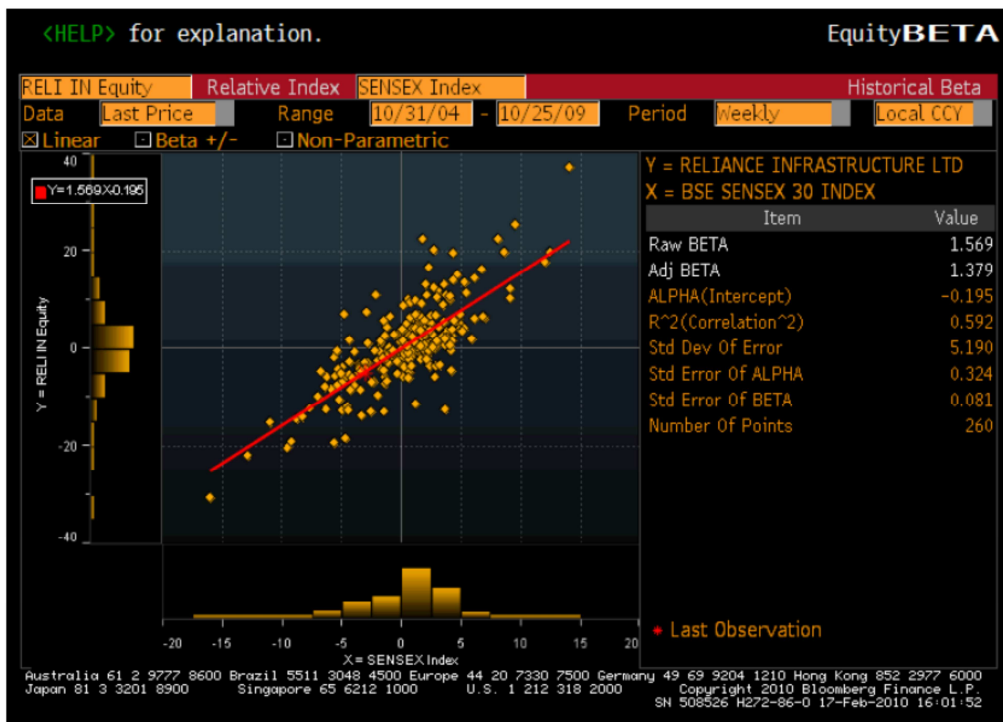 <HELP> for explanation. EquityBETA
RELI IN Equity Relative Index SENSEX Index Historical Beta
Data Last Price Range 10/31/04 - 10/25/09 Period Weekly Local CCY
Linear Beta +/- Non-Parametric
Y = RELIANCE INFRASTRUCTURE LTD
X = BSE SENSEX 30 INDEX
Item Value
Raw BETA 1.569
Adj BETA 1.379
ALPHA(Intercept) -0.195
R^2(Correlation^2) 0.592
Std Dev Of Error 5.190
Std Error Of ALPHA 0.324
Std Error Of BETA 0.081
Number Of Points 260
Last Observation
40
Y=1.569X-0.195
20
0
-20
-40
Y = RELI IN Equity
-20 -15 -10 -5 0 5 10 15 20
X = SENSEX Index
Australia 61 2 9777 8600 Brazil 5511 3048 4500 Europe 44 20 7330 7500 Germany 49 69 9204 1210 Hong Kong 852 2977 6000
Japan 81 3 3201 8900 Singapore 65 6212 1000 U.S. 1 212 318 2000 Copyright 2010 Bloomberg Finance L.P.
SN 508526 H272-86-0 17-Feb-2010 16:01:52